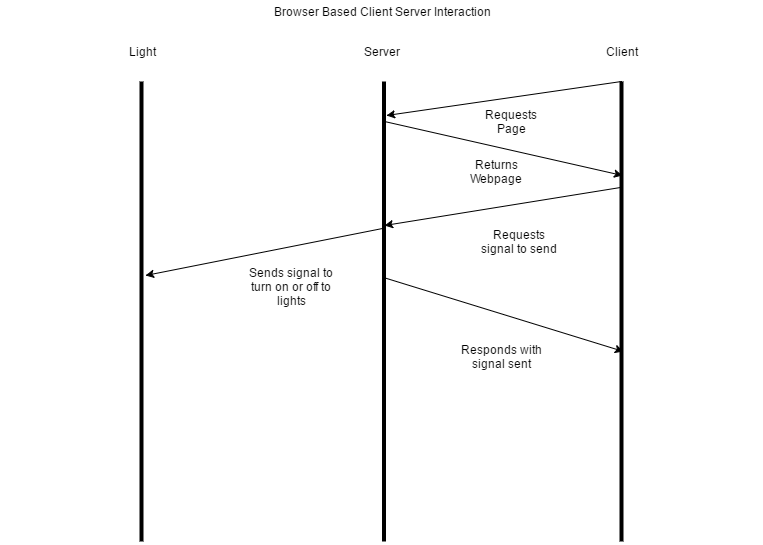 Browser Based Client Server Interaction
Light
Server
Client
Requests
Page
Returns
Webpage
Requests
signal to send
Sends signal to
turn on or off to
lights
Responds with
signal sent